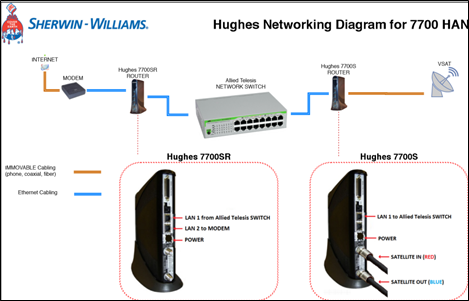 SHERWIN-WILLIAMS.
Hughes Networking Diagram for 7700 HAN
INTERNET
MODEM
Hughes 7700SR
ROUTER
Allied Telesis
NETWORK SWITCH
Hughes 7700S
ROUTER
VSAT
IMMOVABLE Cabling
(phone, coaxial, fiber)
Ethernet Cabling
Hughes 7700SR
LAN 1 from Allied Telesis SWITCH
LAN 2 to MODEM
POWER
Hughes 7700S
LAN 1 to Allied Telesis SWITCH
POWER
SATELLITE IN (RED)
SATELLITE OUT (BLUE)